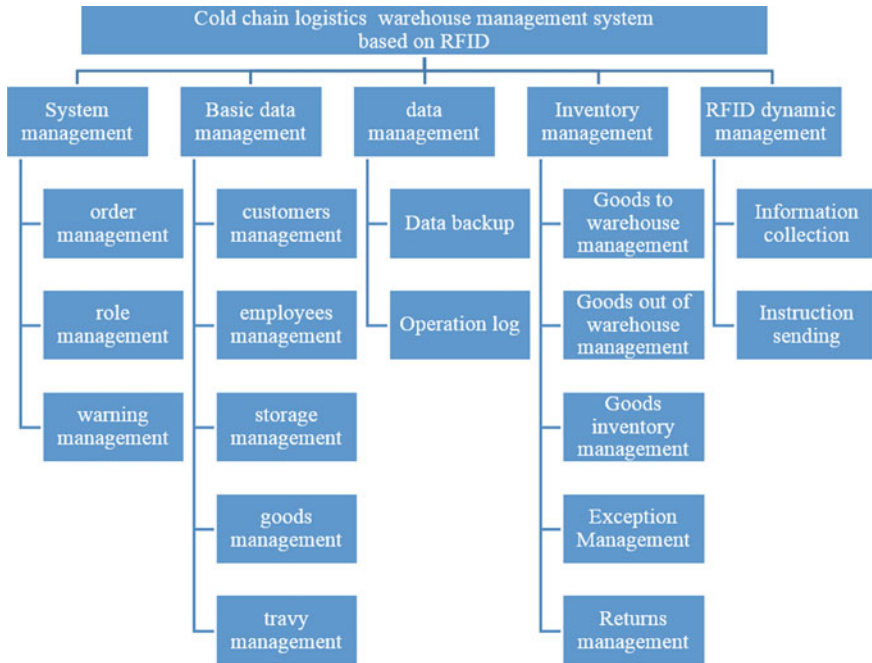 Cold chain logistics warehouse management system
based on RFID
System
management
Basic data
management
data
management
Inventory
management
RFID dynamic
management
order
management
role
management
warning
management
customers
management
employees
management
storage
management
goods
management
travy
management
Data backup
Operation log
Goods to
warehouse
management
Goods out of
warehouse
management
Goods
inventory
management
Exception
Management
Returns
management
Information
collection
Instruction
sending